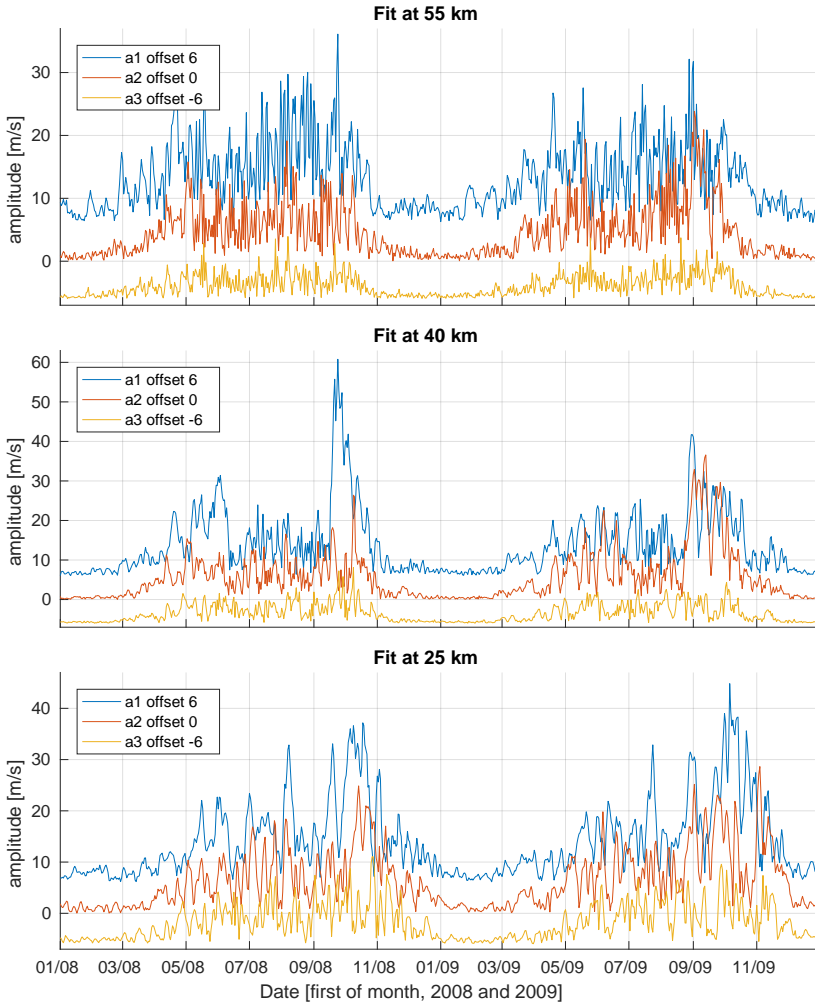 Fit at 55 km
a1 offset 6
a2 offset 0
a3 offset -6
30
20
10
0
amplitude [m/s]
Fit at 40 km
a1 offset 6
a2 offset 0
a3 offset -6
60
50
40
30
20
10
0
amplitude [m/s]
Fit at 25 km
a1 offset 6
a2 offset 0
a3 offset -6
40
30
20
10
0
amplitude [m/s]
01/08 03/08 05/08 07/08 09/08 11/08 01/09 03/09 05/09 07/09 09/09 11/09
Date [first of month, 2008 and 2009]